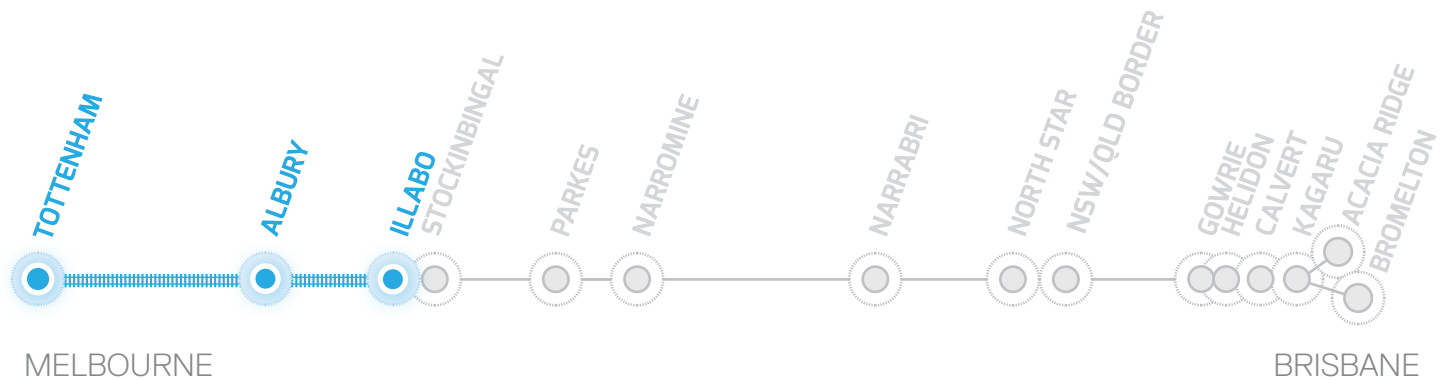 TOTTENHAM
ALBURY
ILLABO
STOCKINBINGAL
PARKES
NARROMINE
NARRABRI
NORTH STAR
NSW/QLD BORDER
GOWRIE
HELIDON
CALVERT
KAGARU
ACACIA RIDGE
BROMELTON
MELBOURNE
BRISBANE